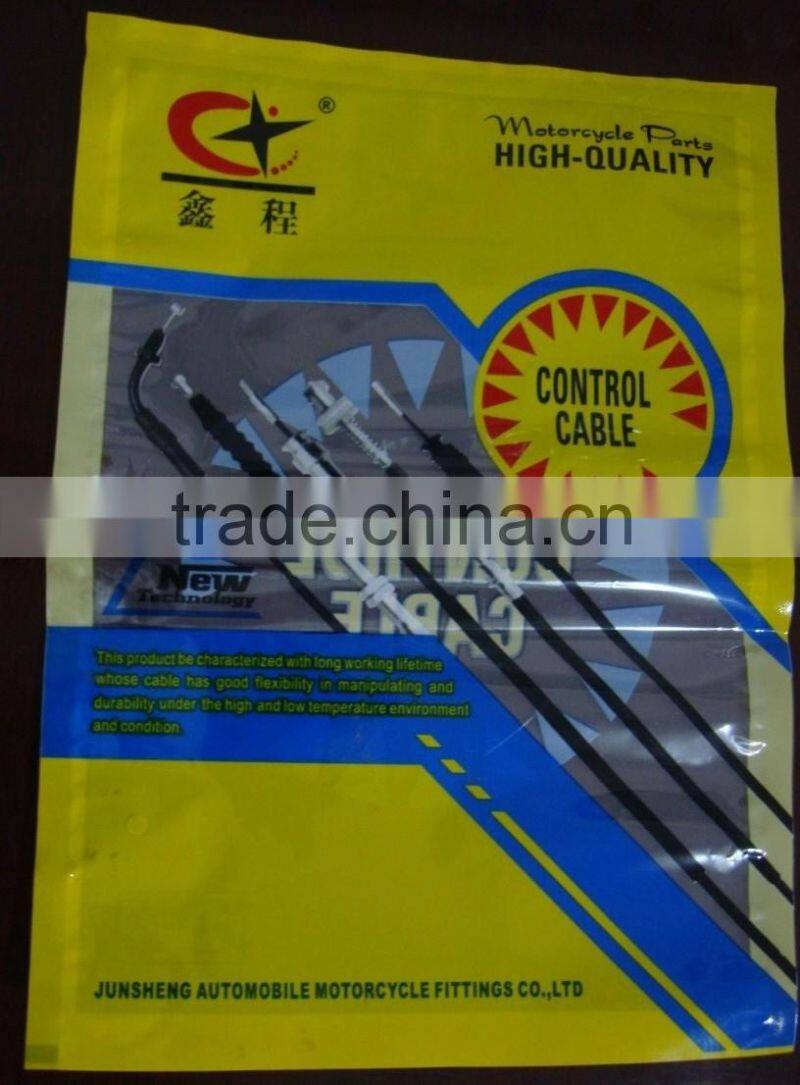 ®
鑫程
Motorcycle Parts
HIGH-QUALITY
CONTROL
CABLE
trade.china.cn
CONTROL
CABLE
New
Technology
This product be characterized with long working lifetime
whose cable has good flexibility in manipulating and
durability under the high and low temperature environment
and condition.
JUNSHENG AUTOMOBILE MOTORCYCLE FITTINGS CO.,LTD